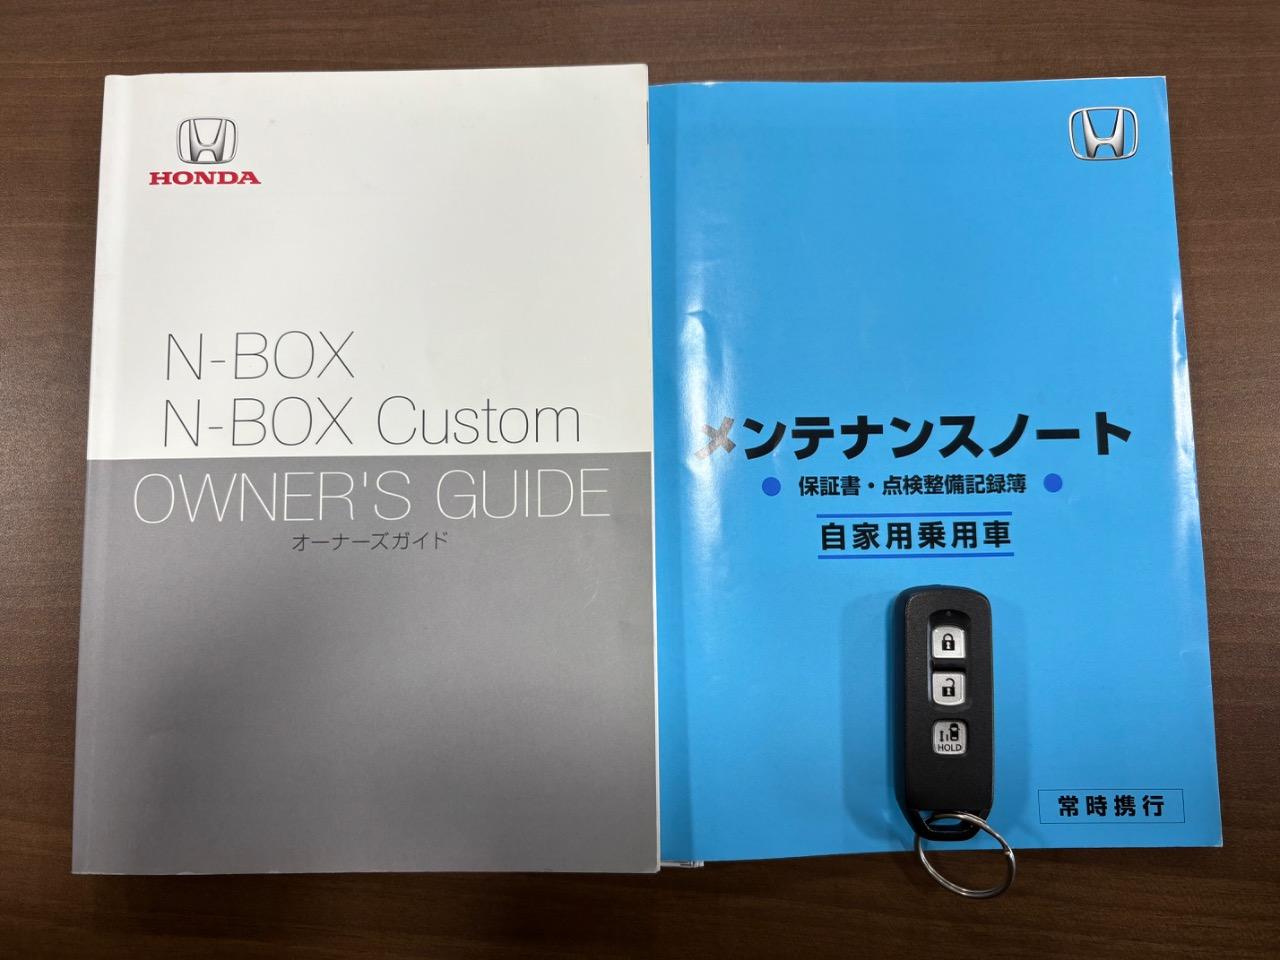 HONDA
N-BOX
N-BOX Custom
OWNER'S GUIDE
オーナーズガイド
メンテナンスノート
● 保証書・点検整備記録簿 ●
自家用乗用車
HOLD
常時携行